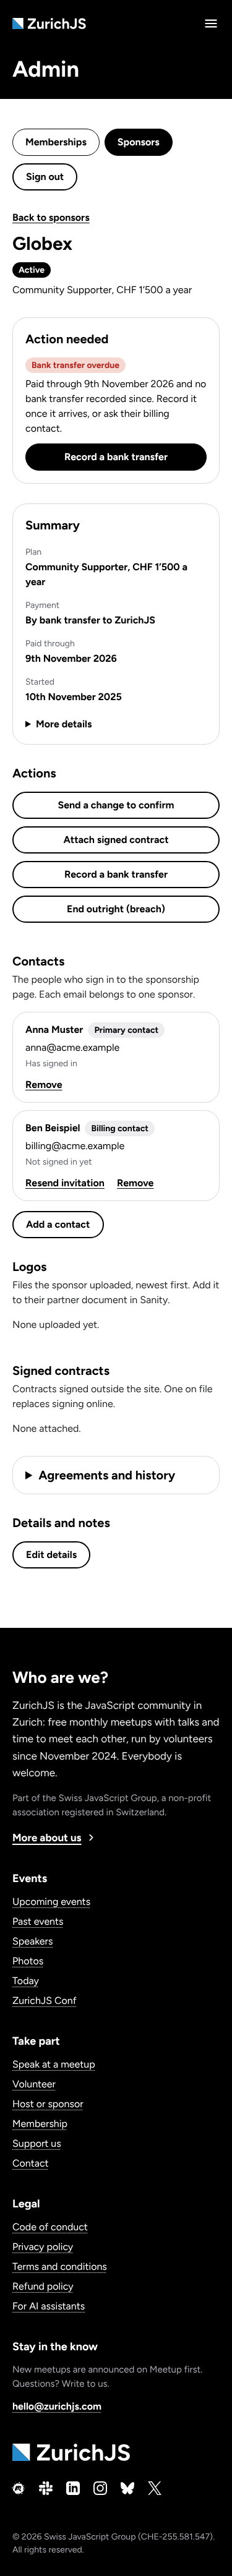 ZurichJS
Admin
Memberships
Sponsors
Sign out
Back to sponsors
Globex
Active
Community Supporter, CHF 1’500 a year
Action needed
Bank transfer overdue
Paid through 9th November 2026 and no
bank transfer recorded since. Record it
once it arrives, or ask their billing
contact.
Record a bank transfer
Summary
Plan
Community Supporter, CHF 1’500 a
year
Payment
By bank transfer to ZurichJS
Paid through
9th November 2026
Started
10th November 2025
More details
Actions
Send a change to confirm
Attach signed contract
Record a bank transfer
End outright (breach)
Contacts
The people who sign in to the sponsorship
page. Each email belongs to one sponsor.
Anna Muster Primary contact
anna@acme.example
Has signed in
Remove
Ben Beispiel Billing contact
billing@acme.example
Not signed in yet
Resend invitation Remove
Add a contact
Logos
Files the sponsor uploaded, newest first. Add it
to their partner document in Sanity.
None uploaded yet.
Signed contracts
Contracts signed outside the site. One on file
replaces signing online.
None attached.
Agreements and history
Details and notes
Edit details
Who are we?
ZurichJS is the JavaScript community in
Zurich: free monthly meetups with talks and
time to meet each other, run by volunteers
since November 2024. Everybody is
welcome.
Part of the Swiss JavaScript Group, a non-profit
association registered in Switzerland.
More about us
Events
Upcoming events
Past events
Speakers
Photos
Today
ZurichJS Conf
Take part
Speak at a meetup
Volunteer
Host or sponsor
Membership
Support us
Contact
Legal
Code of conduct
Privacy policy
Terms and conditions
Refund policy
For AI assistants
Stay in the know
New meetups are announced on Meetup first.
Questions? Write to us.
hello@zurichjs.com
ZurichJS
© 2026 Swiss JavaScript Group (CHE-255.581.547).
All rights reserved.